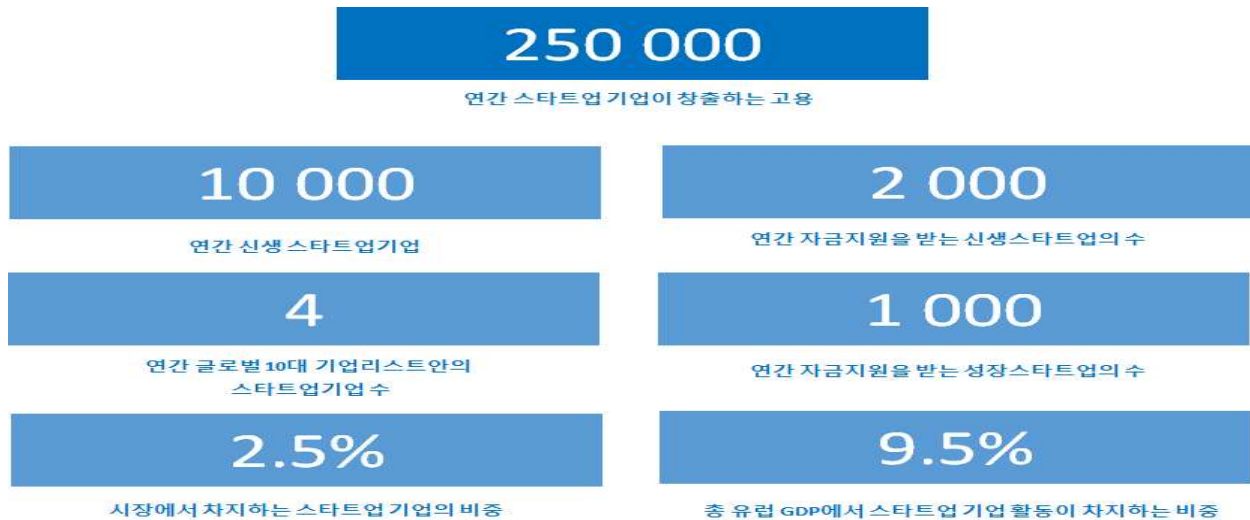 250 000
연간 스타트업 기업이 창출하는 고용
10 000
연간 신생 스타트업기업
2 000
연간 자금지원을 받는 신생스타트업의 수
4
연간 글로벌 10대 기업리스트안의
스타트업기업 수
1 000
연간 자금지원을 받는 성장스타트업의 수
2.5%
시장에서 차지하는 스타트업 기업의 비중
9.5%
총 유럽 GDP에서 스타트업 기업 활동이 차지하는 비중